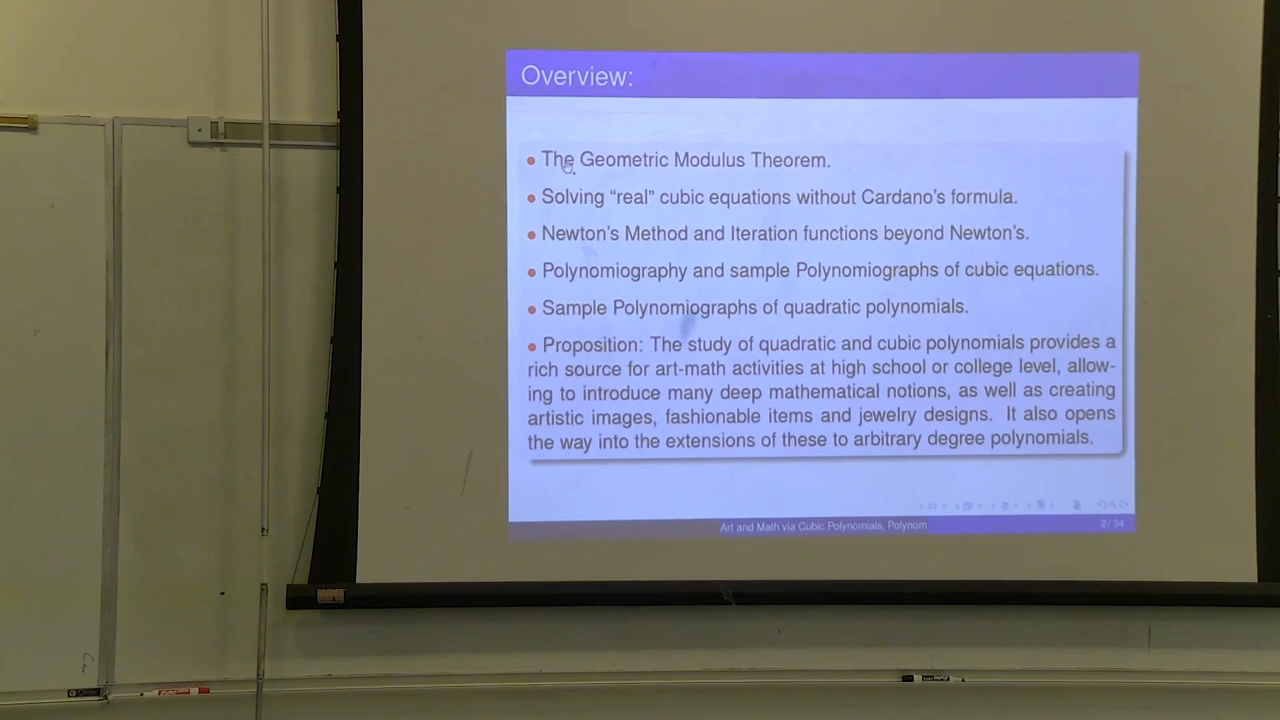 Overview:
• The Geometric Modulus Theorem.
• Solving “real” cubic equations without Cardano’s formula.
• Newton’s Method and Iteration functions beyond Newton’s.
• Polynomiography and sample Polynomiographs of cubic equations.
• Sample Polynomiographs of quadratic polynomials.
• Proposition: The study of quadratic and cubic polynomials provides a
rich source for art-math activities at high school or college level, allow-
ing to introduce many deep mathematical notions, as well as creating
artistic images, fashionable items and jewelry designs. It also opens
the way into the extensions of these to arbitrary degree polynomials.
Art and Math via Cubic Polynomials, Polynom
2 / 34